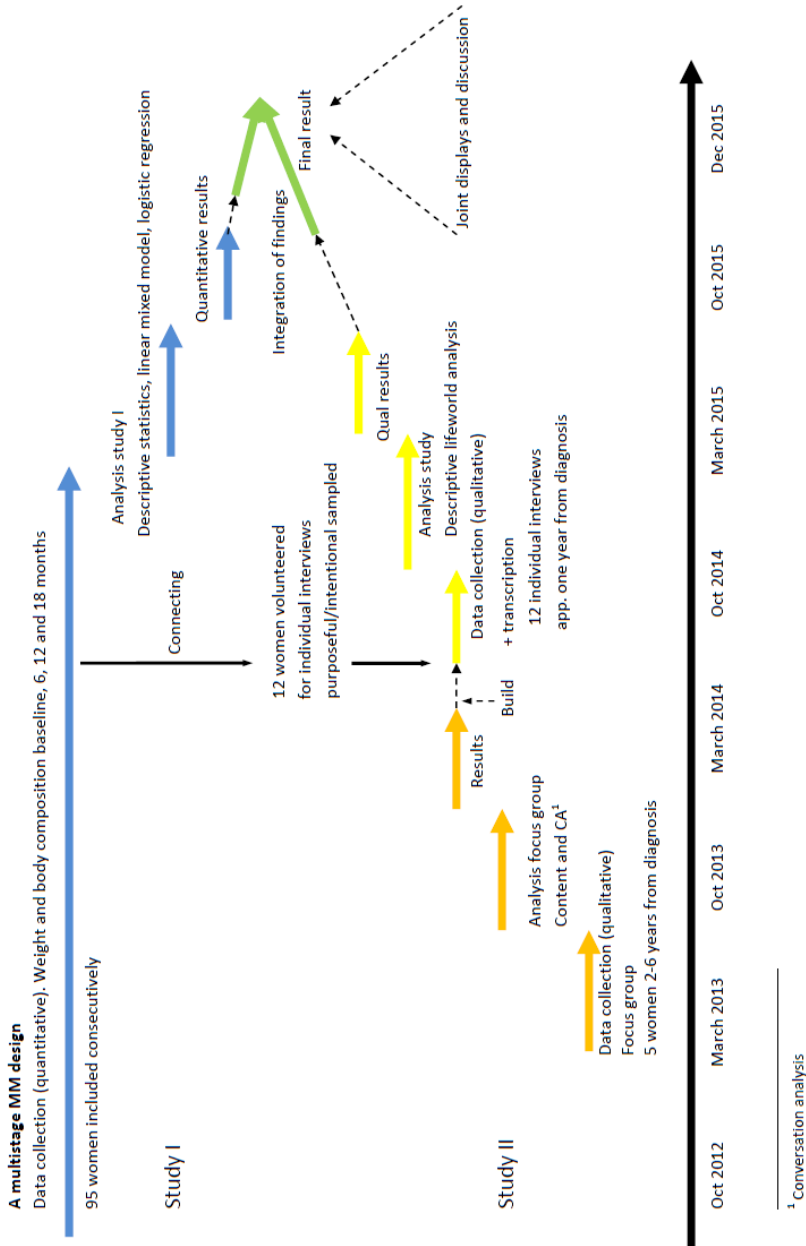 A multistage MM design
Data collection (quantitative). Weight and body composition baseline, 6, 12 and 18 months
95 women included consecutively
Study I
Analysis study I
Descriptive statistics, linear mixed model, logistic regression
Connecting
Quantitative results
12 women volunteered
for individual interviews
purposeful/intentional sampled
Integration of findings
Final result
Qual results
Analysis study
Descriptive lifeworld analysis
Study II
Results
Data collection (qualitative)
+ transcription
12 individual interviews
app. one year from diagnosis
Build
Joint displays and discussion
Analysis focus group
Content and CA¹
Data collection (qualitative)
Focus group
5 women 2-6 years from diagnosis
Oct 2012 March 2013 Oct 2013 March 2014 Oct 2014 March 2015 Oct 2015 Dec 2015
¹ Conversation analysis